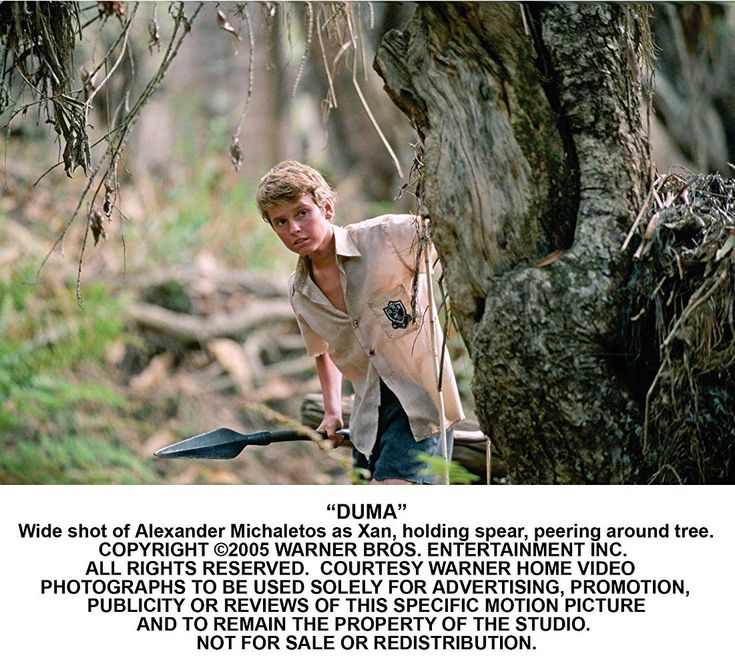 “DUMA”
Wide shot of Alexander Michaletos as Xan, holding spear, peering around tree.
COPYRIGHT ©2005 WARNER BROS. ENTERTAINMENT INC.
ALL RIGHTS RESERVED.  COURTESY WARNER HOME VIDEO
PHOTOGRAPHS TO BE USED SOLELY FOR ADVERTISING, PROMOTION,
PUBLICITY OR REVIEWS OF THIS SPECIFIC MOTION PICTURE
AND TO REMAIN THE PROPERTY OF THE STUDIO.
NOT FOR SALE OR REDISTRIBUTION.